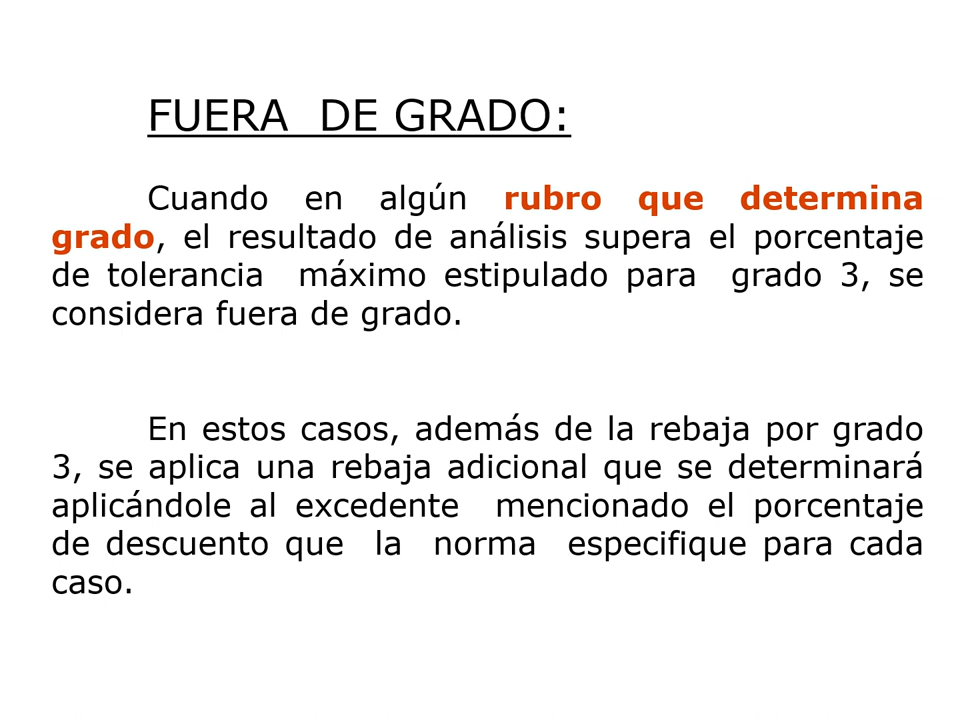 FUERA  DE GRADO:
Cuando en algún rubro que determina
grado, el resultado de análisis supera el porcentaje
de tolerancia  máximo estipulado para  grado 3, se
considera fuera de grado.
En estos casos, además de la rebaja por grado
3, se aplica una rebaja adicional que se determinará
aplicándole al excedente  mencionado el porcentaje
de descuento que  la  norma  especifique para cada
caso.